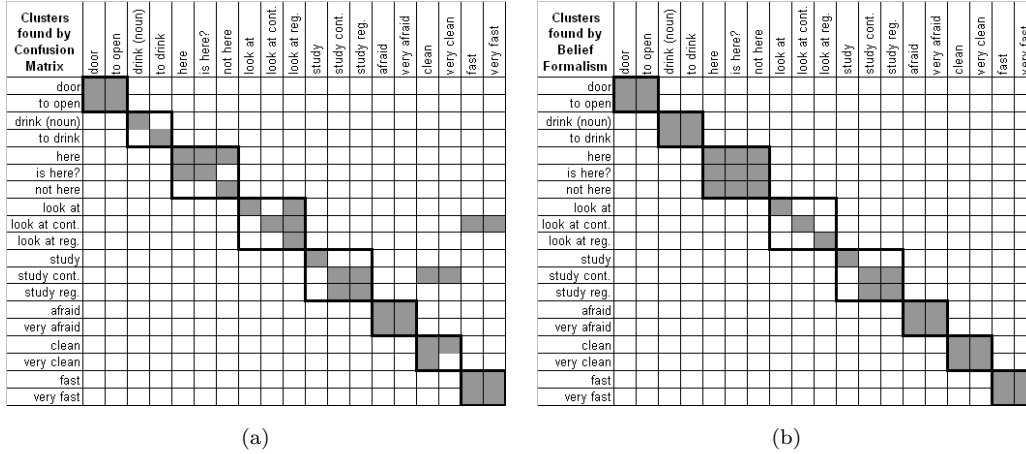 Clusters
found by
Confusion
Matrix
door
to open
drink (noun)
to drink
here
is here?
not here
look at
look at cont.
look at reg.
study
study cont.
study reg.
afraid
very afraid
clean
very clean
fast
very fast
door
to open
drink (noun)
to drink
here
is here?
not here
look at
look at cont.
look at reg.
study
study cont.
study reg.
afraid
very afraid
clean
very clean
fast
very fast
(a)
Clusters
found by
Belief
Formalism
door
to open
drink (noun)
to drink
here
is here?
not here
look at
look at cont.
look at reg.
study
study cont.
study reg.
afraid
very afraid
clean
very clean
fast
very fast
door
to open
drink (noun)
to drink
here
is here?
not here
look at
look at cont.
look at reg.
study
study cont.
study reg.
afraid
very afraid
clean
very clean
fast
very fast
(b)